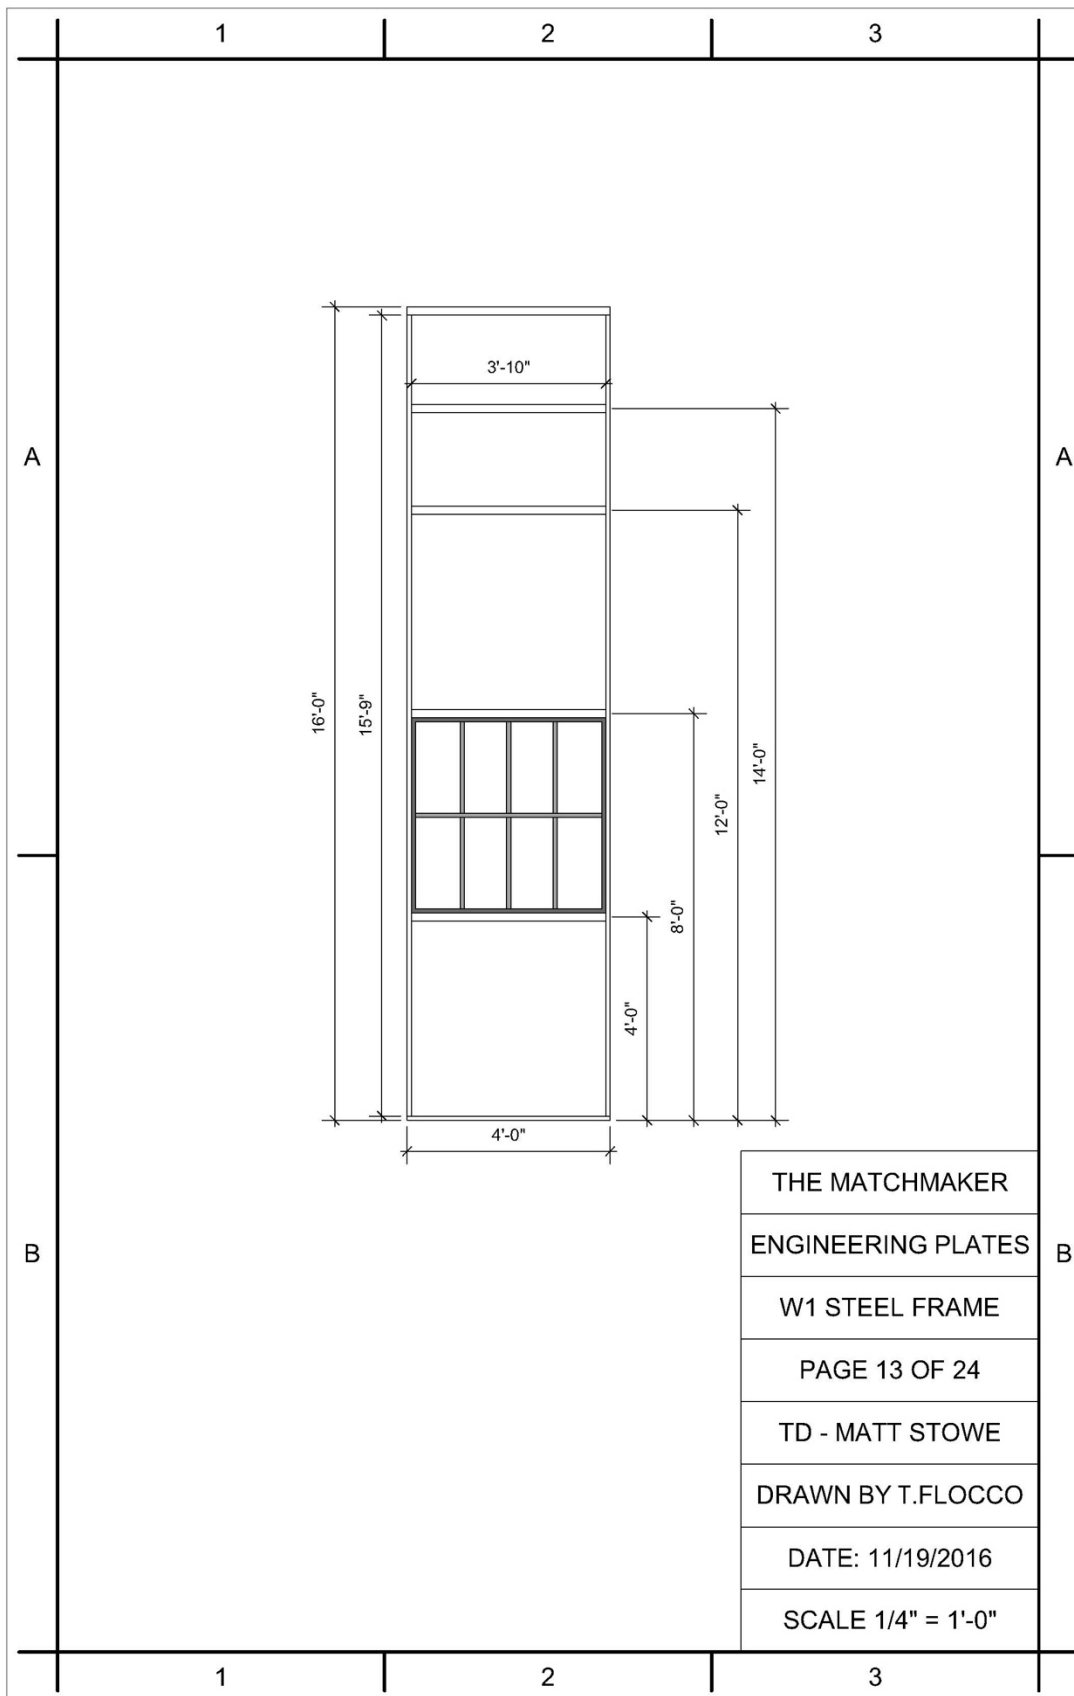 1 2 3
3'-10"
A A
16'-0" 15'-9" 14'-0"
12'-0"
8'-0"
4'-0"
4'-0"
THE MATCHMAKER
ENGINEERING PLATES
B B
W1 STEEL FRAME
PAGE 13 OF 24
TD - MATT STOWE
DRAWN BY T.FLOCCO
DATE: 11/19/2016
SCALE 1/4" = 1'-0"
1 2 3